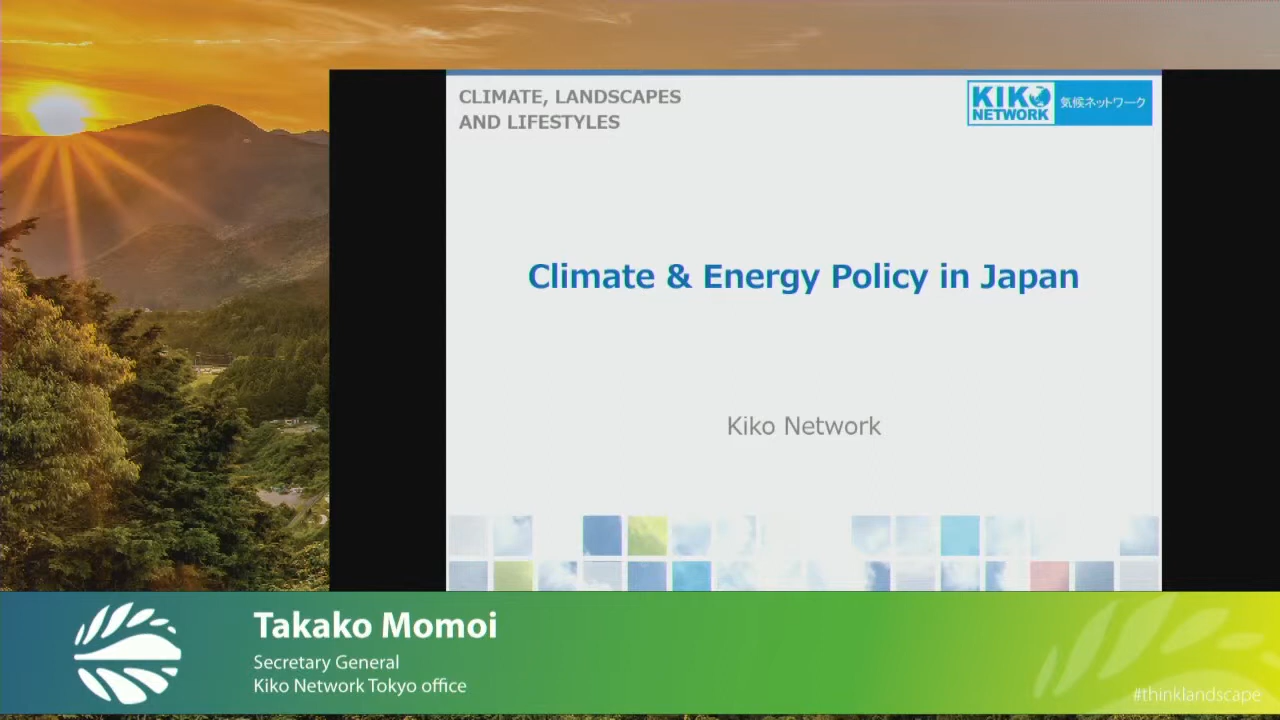 CLIMATE, LANDSCAPES
AND LIFESTYLES
KIKO
NETWORK
気候ネットワーク
Climate & Energy Policy in Japan
Kiko Network
Takako Momoi
Secretary General
Kiko Network Tokyo office
#thinklandscape